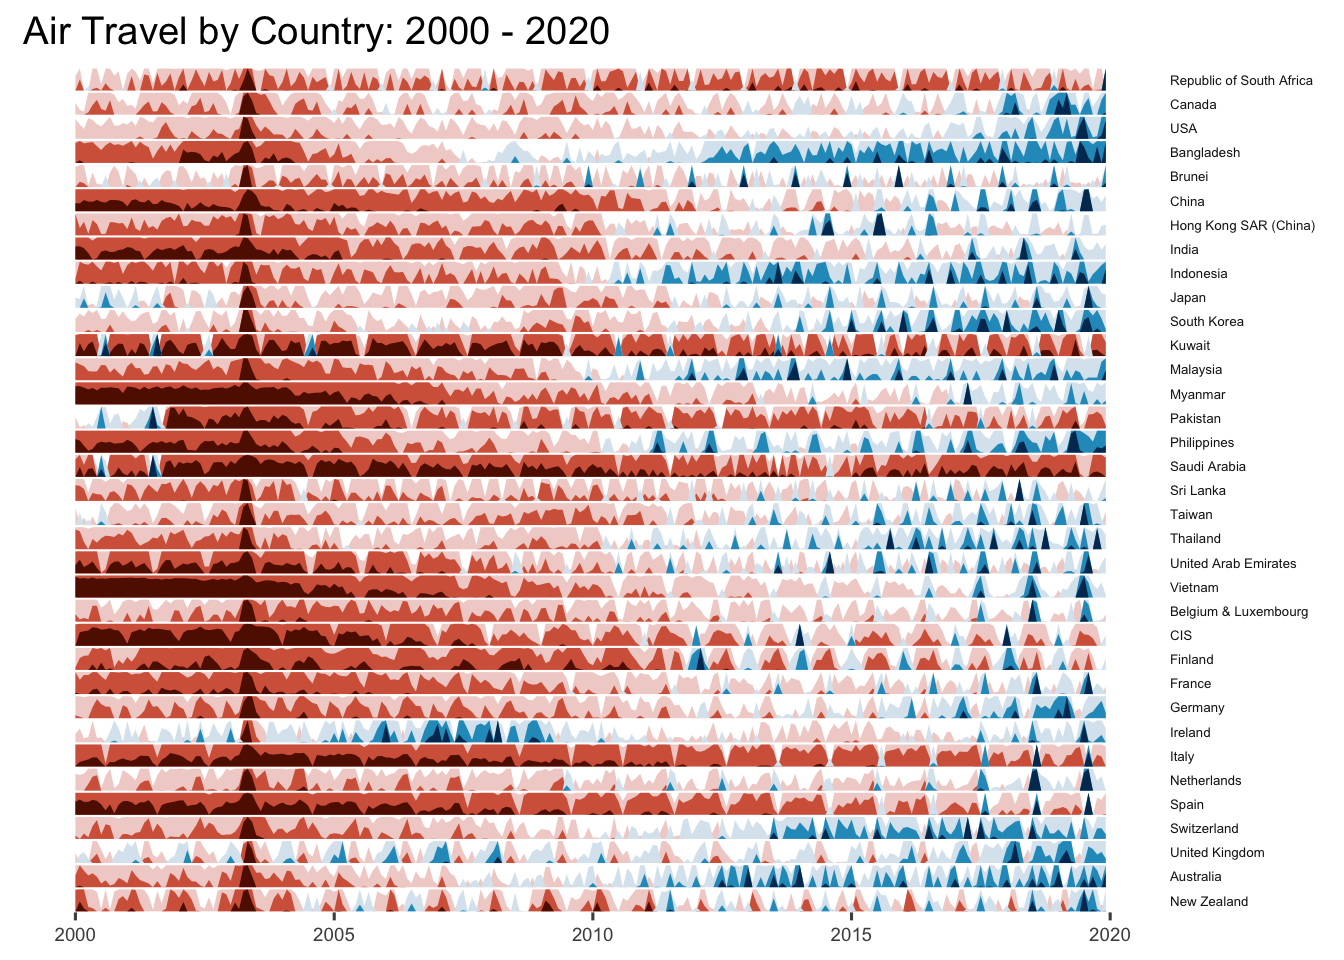 Air Travel by Country: 2000 - 2020
Republic of South Africa
Canada
USA
Bangladesh
Brunei
China
Hong Kong SAR (China)
India
Indonesia
Japan
South Korea
Kuwait
Malaysia
Myanmar
Pakistan
Philippines
Saudi Arabia
Sri Lanka
Taiwan
Thailand
United Arab Emirates
Vietnam
Belgium & Luxembourg
CIS
Finland
France
Germany
Ireland
Italy
Netherlands
Spain
Switzerland
United Kingdom
Australia
New Zealand
2000 2005 2010 2015 2020